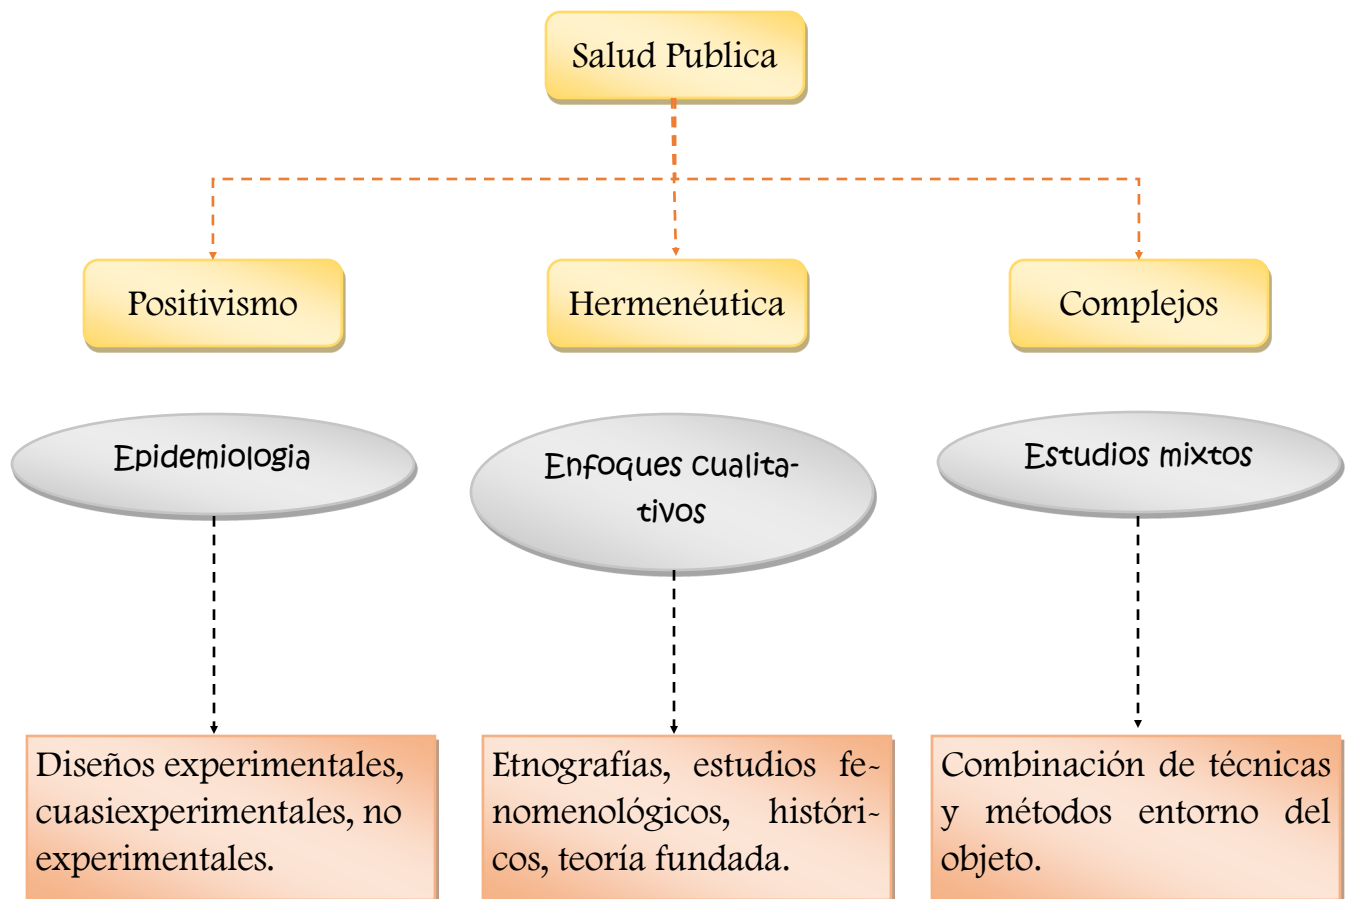 Salud Publica
Positivismo
Hermenéutica
Complejos
Epidemiologia
Enfoques cualita-
tivos
Estudios mixtos
Diseños experimentales,
cuasiexperimentales, no
experimentales.
Etnografías, estudios fe-
nomenológicos, históri-
cos, teoría fundada.
Combinación de técnicas
y métodos entorno del
objeto.